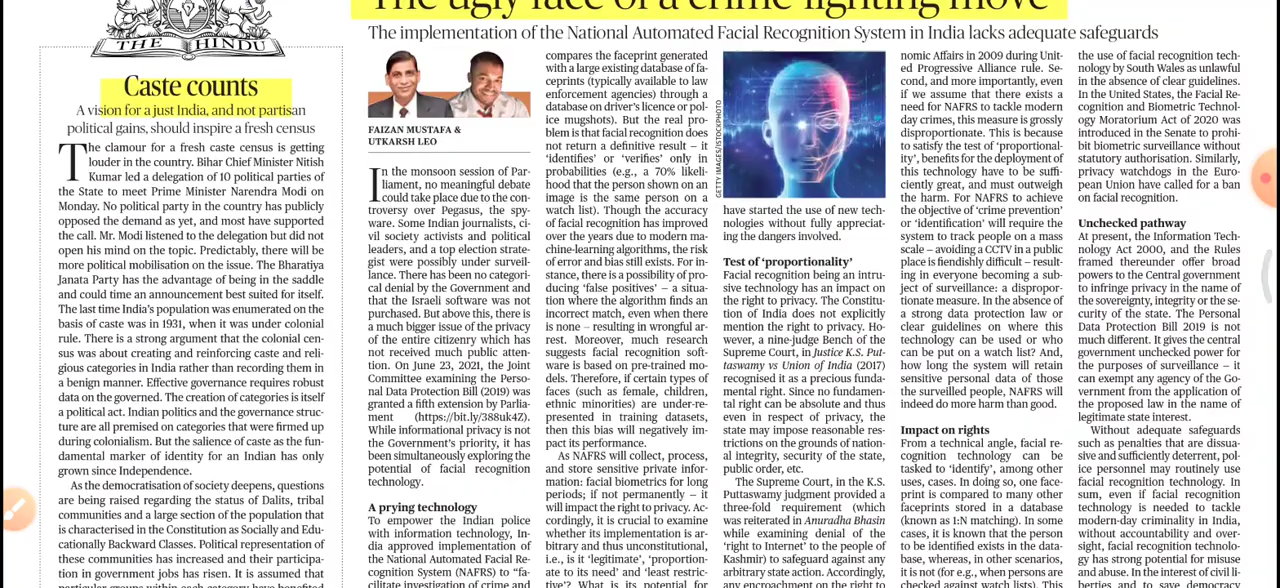 The ugly face of a crime-fighting move
The implementation of the National Automated Facial Recognition System in India lacks adequate safeguards
THE HINDU
Caste counts
A vision for a just India, and not partisan
political gains, should inspire a fresh census
The clamour for a fresh caste census is getting
louder in the country. Bihar Chief Minister Nitish
Kumar led a delegation of 10 political parties of
the State to meet Prime Minister Narendra Modi on
Monday. No political party in the country has publicly
opposed the demand as yet, and most have supported
the call. Mr. Modi listened to the delegation but did not
open his mind on the topic. Predictably, there will be
more political mobilisation on the issue. The Bharatiya
Janata Party has the advantage of being in the saddle
and could time an announcement best suited for itself.
The last time India's population was enumerated on the
basis of caste was in 1931, when it was under colonial
rule. There is a strong argument that the colonial cen-
sus was about creating and reinforcing caste and reli-
gious categories in India rather than recording them in
a benign manner. Effective governance requires robust
data on the governed. The creation of categories is itself
a political act. Indian politics and the governance struc-
ture are all premised on categories that were firmed up
during colonialism. But the salience of caste as the fun-
damental marker of identity for an Indian has only
grown since Independence.
As the democratisation of society deepens, questions
are being raised regarding the status of Dalits, tribal
communities and a large section of the population that
is characterised in the Constitution as Socially and Edu-
cationally Backward Classes. Political representation of
these communities has increased and their participa-
tion in government jobs has risen. It is assumed that
particular groups within each category have benefited
FAIZAN MUSTAFA &
UTKARSH LEO
In the monsoon session of Par-
liament, no meaningful debate
could take place due to the con-
troversy over Pegasus, the spy-
ware. Some Indian journalists, ci-
vil society activists and political
leaders, and a top election strate-
gist were possibly under surveil-
lance. There has been no categori-
cal denial by the Government and
that the Israeli software was not
purchased. But above this, there is
a much bigger issue of the privacy
of the entire citizenry which has
not received much public atten-
tion. On June 23, 2021, the Joint
Committee examining the Perso-
nal Data Protection Bill (2019) was
granted a fifth extension by Parlia-
ment (https://bit.ly/388uk4Z).
While informational privacy is not
the Government's priority, it has
been simultaneously exploring the
potential of facial recognition
technology.
A prying technology
To empower the Indian police
with information technology, In-
dia approved implementation of
the National Automated Facial Re-
cognition System (NAFRS) to "fa-
cilitate investigation of crime and
compares the faceprint generated
with a large existing database of fa-
ceprints (typically available to law
enforcement agencies) through a
database on driver's licence or pol-
ice mugshots). But the real pro-
blem is that facial recognition does
not return a definitive result – it
'identifies' or 'verifies' only in
probabilities (e.g., a 70% likeli-
hood that the person shown on an
image is the same person on a
watch list). Though the accuracy
of facial recognition has improved
over the years due to modern ma-
chine-learning algorithms, the risk
of error and bias still exists. For in-
stance, there is a possibility of pro-
ducing 'false positives' – a situa-
tion where the algorithm finds an
incorrect match, even when there
is none – resulting in wrongful ar-
rest. Moreover, much research
suggests facial recognition soft-
ware is based on pre-trained mo-
dels. Therefore, if certain types of
faces (such as female, children,
ethnic minorities) are under-re-
presented in training datasets,
then this bias will negatively im-
pact its performance.
As NAFRS will collect, process,
and store sensitive private infor-
mation: facial biometrics for long
periods; if not permanently – it
will impact the right to privacy. Ac-
cordingly, it is crucial to examine
whether its implementation is ar-
bitrary and thus unconstitutional,
i.e., is it 'legitimate', 'proportion-
ate to its need' and 'least restric-
tive'? What is its potential for
GETTY IMAGES/ISTOCKPHOTO
have started the use of new tech-
nologies without fully appreciat-
ing the dangers involved.
Test of 'proportionality'
Facial recognition being an intru-
sive technology has an impact on
the right to privacy. The Constitu-
tion of India does not explicitly
mention the right to privacy. Ho-
wever, a nine-judge Bench of the
Supreme Court, in Justice K.S. Put-
taswamy vs Union of India (2017)
recognised it as a precious funda-
mental right. Since no fundamen-
tal right can be absolute and thus
even in respect of privacy, the
state may impose reasonable res-
trictions on the grounds of nation-
al integrity, security of the state,
public order, etc.
The Supreme Court, in the K.S.
Puttaswamy judgment provided a
three-fold requirement (which
was reiterated in Anuradha Bhasin
while examining denial of the
'right to Internet' to the people of
Kashmir) to safeguard against any
arbitrary state action. Accordingly,
any encroachment on the right to
nomic Affairs in 2009 during Unit-
ed Progressive Alliance rule. Se-
cond, and more importantly, even
if we assume that there exists a
need for NAFRS to tackle modern
day crimes, this measure is grossly
disproportionate. This is because
to satisfy the test of 'proportional-
ity', benefits for the deployment of
this technology have to be suffi-
ciently great, and must outweigh
the harm. For NAFRS to achieve
the objective of 'crime prevention'
or 'identification' will require the
system to track people on a mass
scale – avoiding a CCTV in a public
place is fiendishly difficult – result-
ing in everyone becoming a sub-
ject of surveillance: a dispropor-
tionate measure. In the absence of
a strong data protection law or
clear guidelines on where this
technology can be used or who
can be put on a watch list? And,
how long the system will retain
sensitive personal data of those
the surveilled people, NAFRS will
indeed do more harm than good.
Impact on rights
From a technical angle, facial re-
cognition technology can be
tasked to 'identify', among other
uses, cases. In doing so, one face-
print is compared to many other
faceprints stored in a database
(known as 1:N matching). In some
cases, it is known that the person
to be identified exists in the data-
base, whereas, in other scenarios,
it is not (for e.g., when persons are
checked against watch lists). This
the use of facial recognition tech-
nology by South Wales as unlawful
in the absence of clear guidelines.
In the United States, the Facial Re-
cognition and Biometric Technol-
ogy Moratorium Act of 2020 was
introduced in the Senate to prohi-
bit biometric surveillance without
statutory authorisation. Similarly,
privacy watchdogs in the Euro-
pean Union have called for a ban
on facial recognition.
Unchecked pathway
At present, the Information Tech-
nology Act 2000, and the Rules
framed thereunder offer broad
powers to the Central government
to infringe privacy in the name of
the sovereignty, integrity or the se-
curity of the state. The Personal
Data Protection Bill 2019 is not
much different. It gives the central
government unchecked power for
the purposes of surveillance – it
can exempt any agency of the Go-
vernment from the application of
the proposed law in the name of
legitimate state interest.
Without adequate safeguards
such as penalties that are dissua-
sive and sufficiently deterrent, po-
lice personnel may routinely use
facial recognition technology. In
sum, even if facial recognition
technology is needed to tackle
modern-day criminality in India,
without accountability and over-
sight, facial recognition technolo-
gy has strong potential for misuse
and abuse. In the interest of civil li-
berties and to save democracy